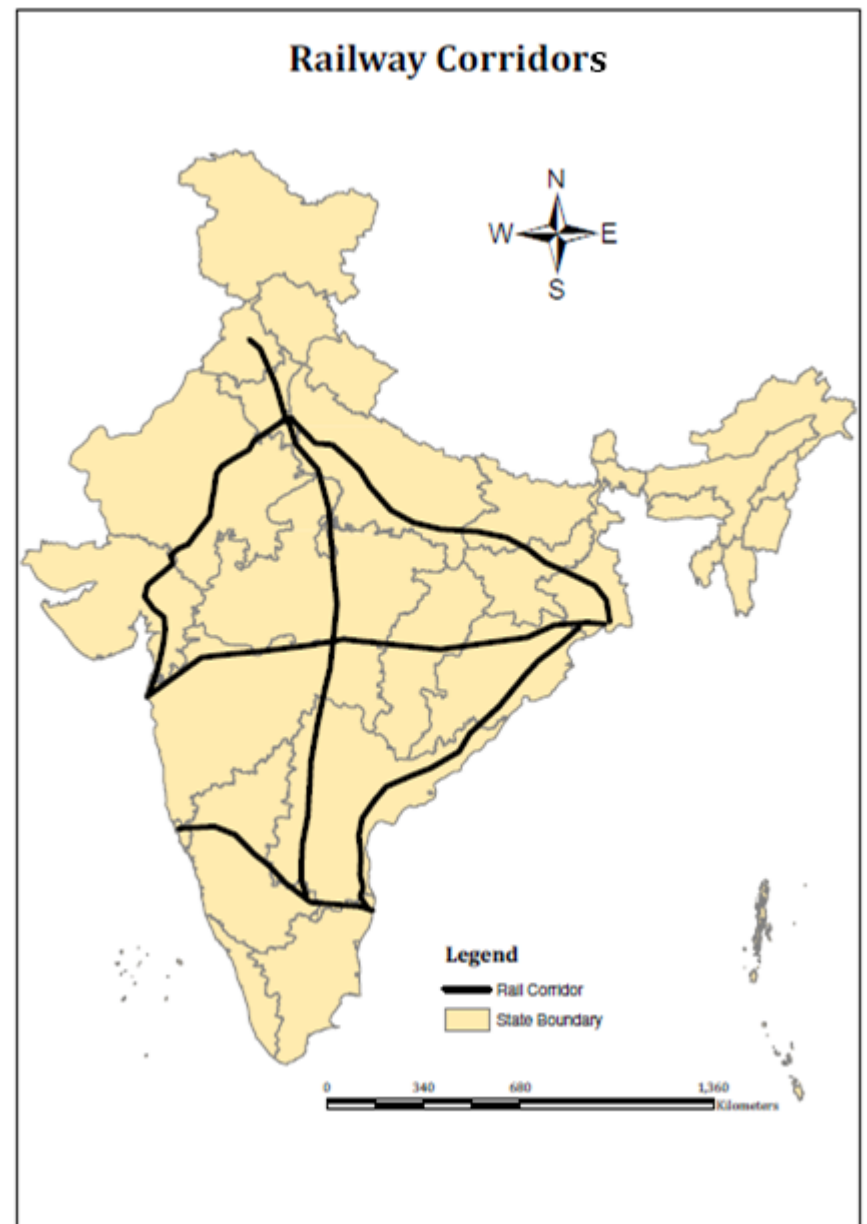 Railway Corridors
N
W E
S
Legend
Rail Corridor
State Boundary
0 340 680 1,360
Kilometers